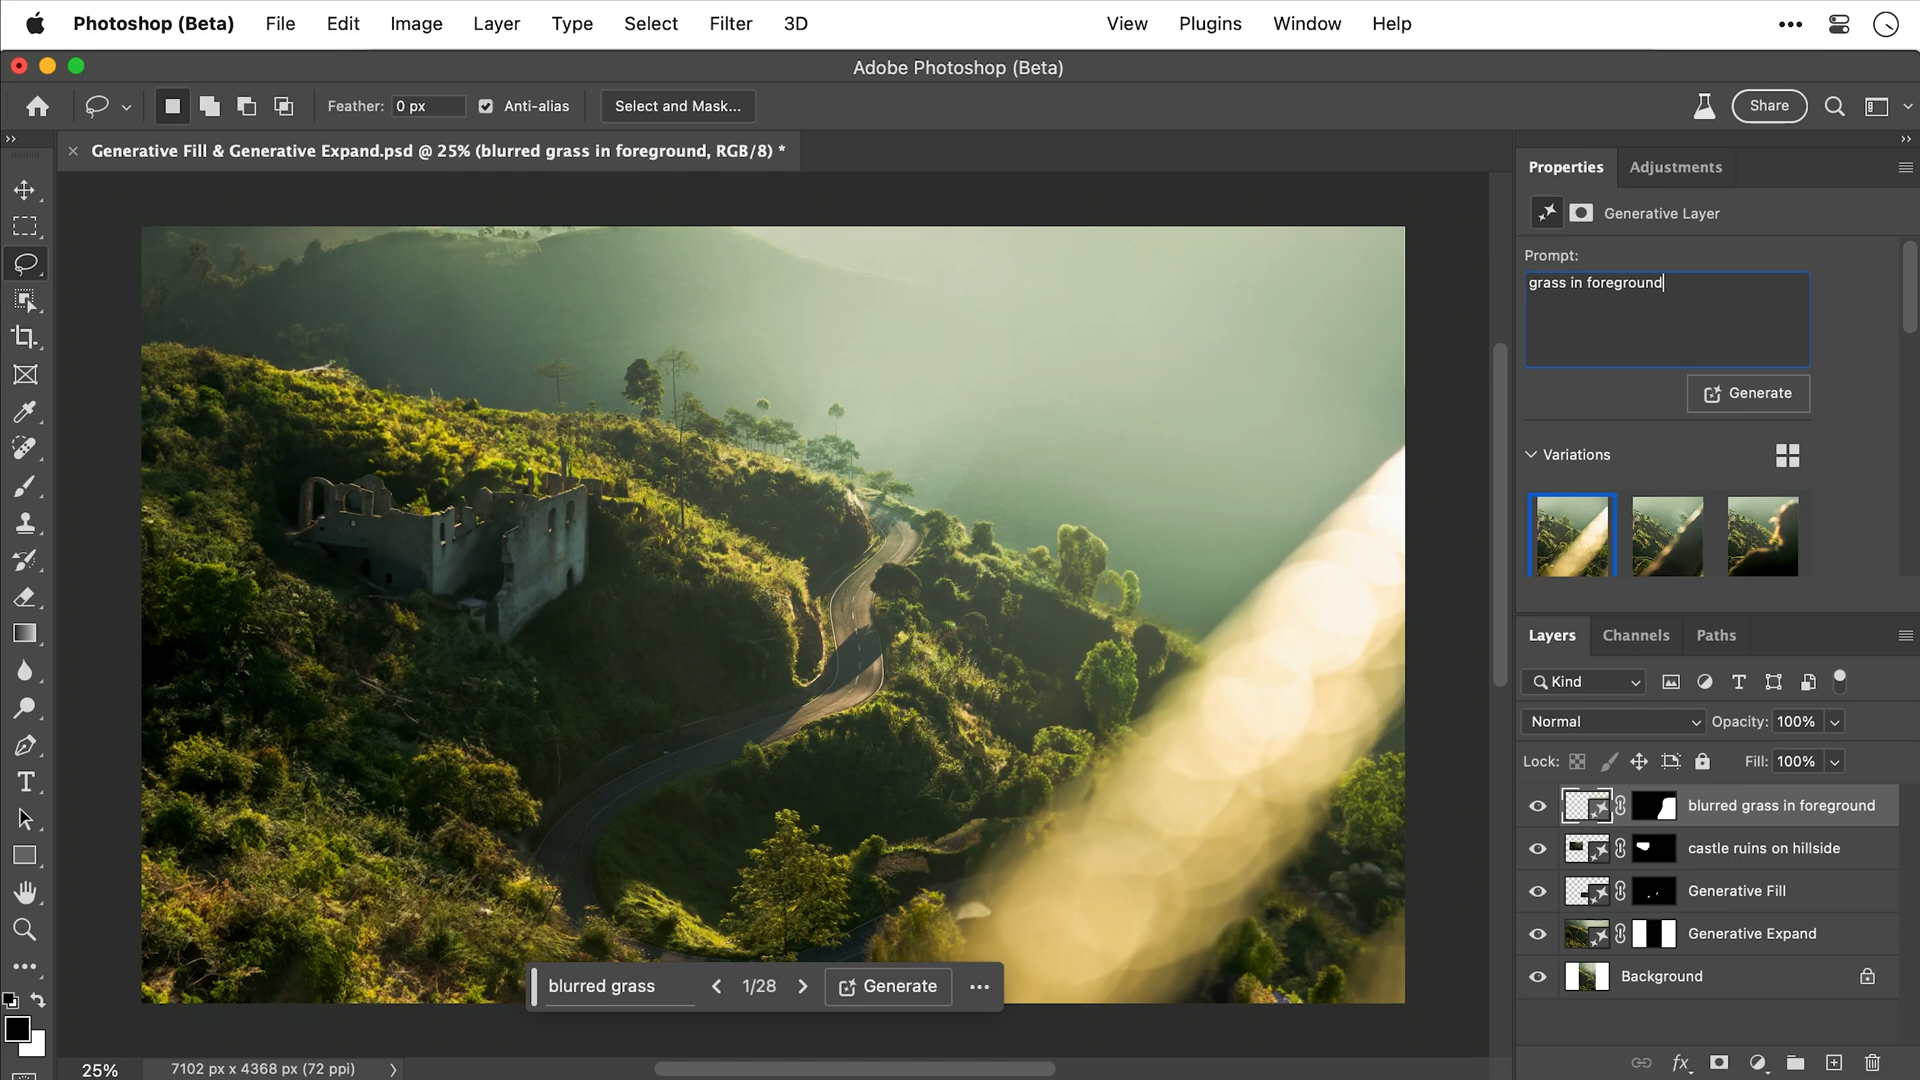 Photoshop (Beta) File Edit Image Layer Type Select Filter 3D View Plugins Window Help
Adobe Photoshop (Beta)
Feather: 0 px Anti-alias Select and Mask... Share
Generative Fill & Generative Expand.psd @ 25% (blurred grass in foreground, RGB/8) *
Properties Adjustments
Generative Layer
Prompt:
grass in foreground
Generate
Variations
Layers Channels Paths
Kind
Normal Opacity: 100%
Lock: Fill: 100%
blurred grass in foreground
castle ruins on hillside
Generative Fill
Generative Expand
Background
blurred grass 1/28 Generate
25% 7102 px x 4368 px (72 ppi)
fx